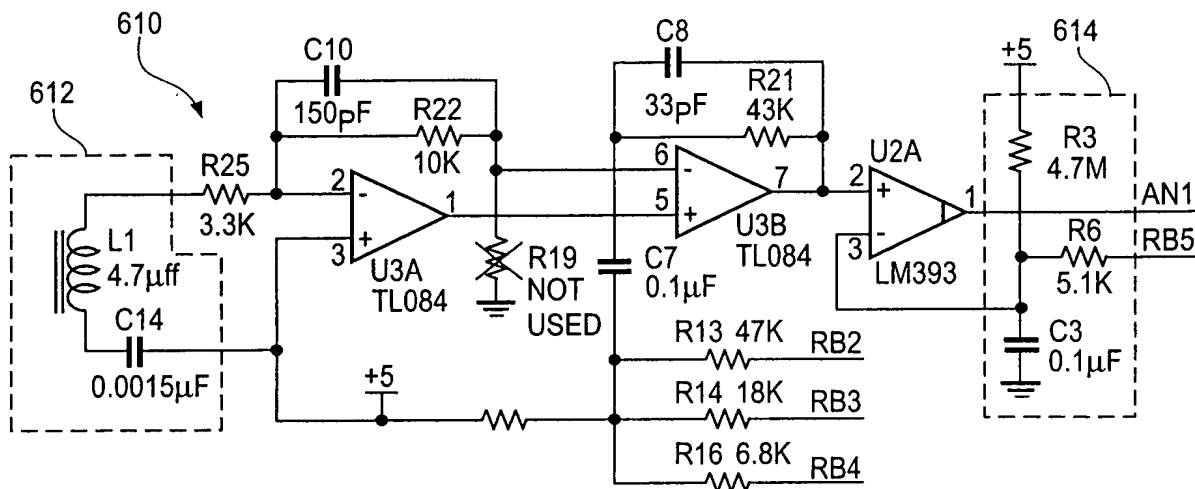 610
612
C10
150pF
R22
10K
R25
3.3K
2
-
+
3
1
U3A
TL084
L1
4.7µff
C14
0.0015µF
+5
R19
NOT
USED
C8
33pF
R21
43K
6
-
5
+
7
U3B
TL084
C7
0.1µF
R13 47K RB2
R14 18K RB3
R16 6.8K RB4
U2A
2
+
3
-
1
LM393
614
+5
R3
4.7M
AN1
R6
RB5
5.1K
C3
0.1µF